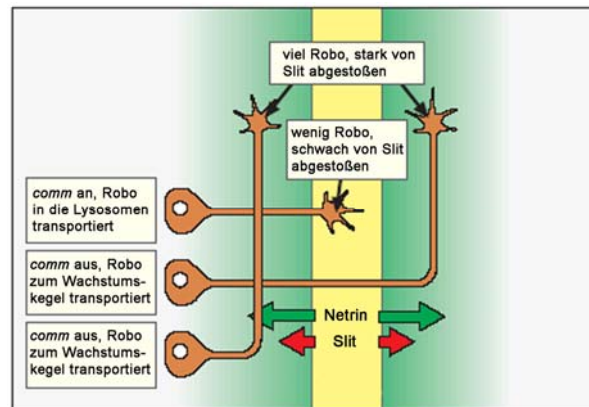 viel Robo, stark von
Slit abgestoßen
wenig Robo,
schwach von Slit
abgestoßen
comm an, Robo
in die Lysosomen
transportiert
comm aus, Robo
zum Wachstums-
kegel transportiert
comm aus, Robo
zum Wachstums-
kegel transportiert
Netrin
Slit